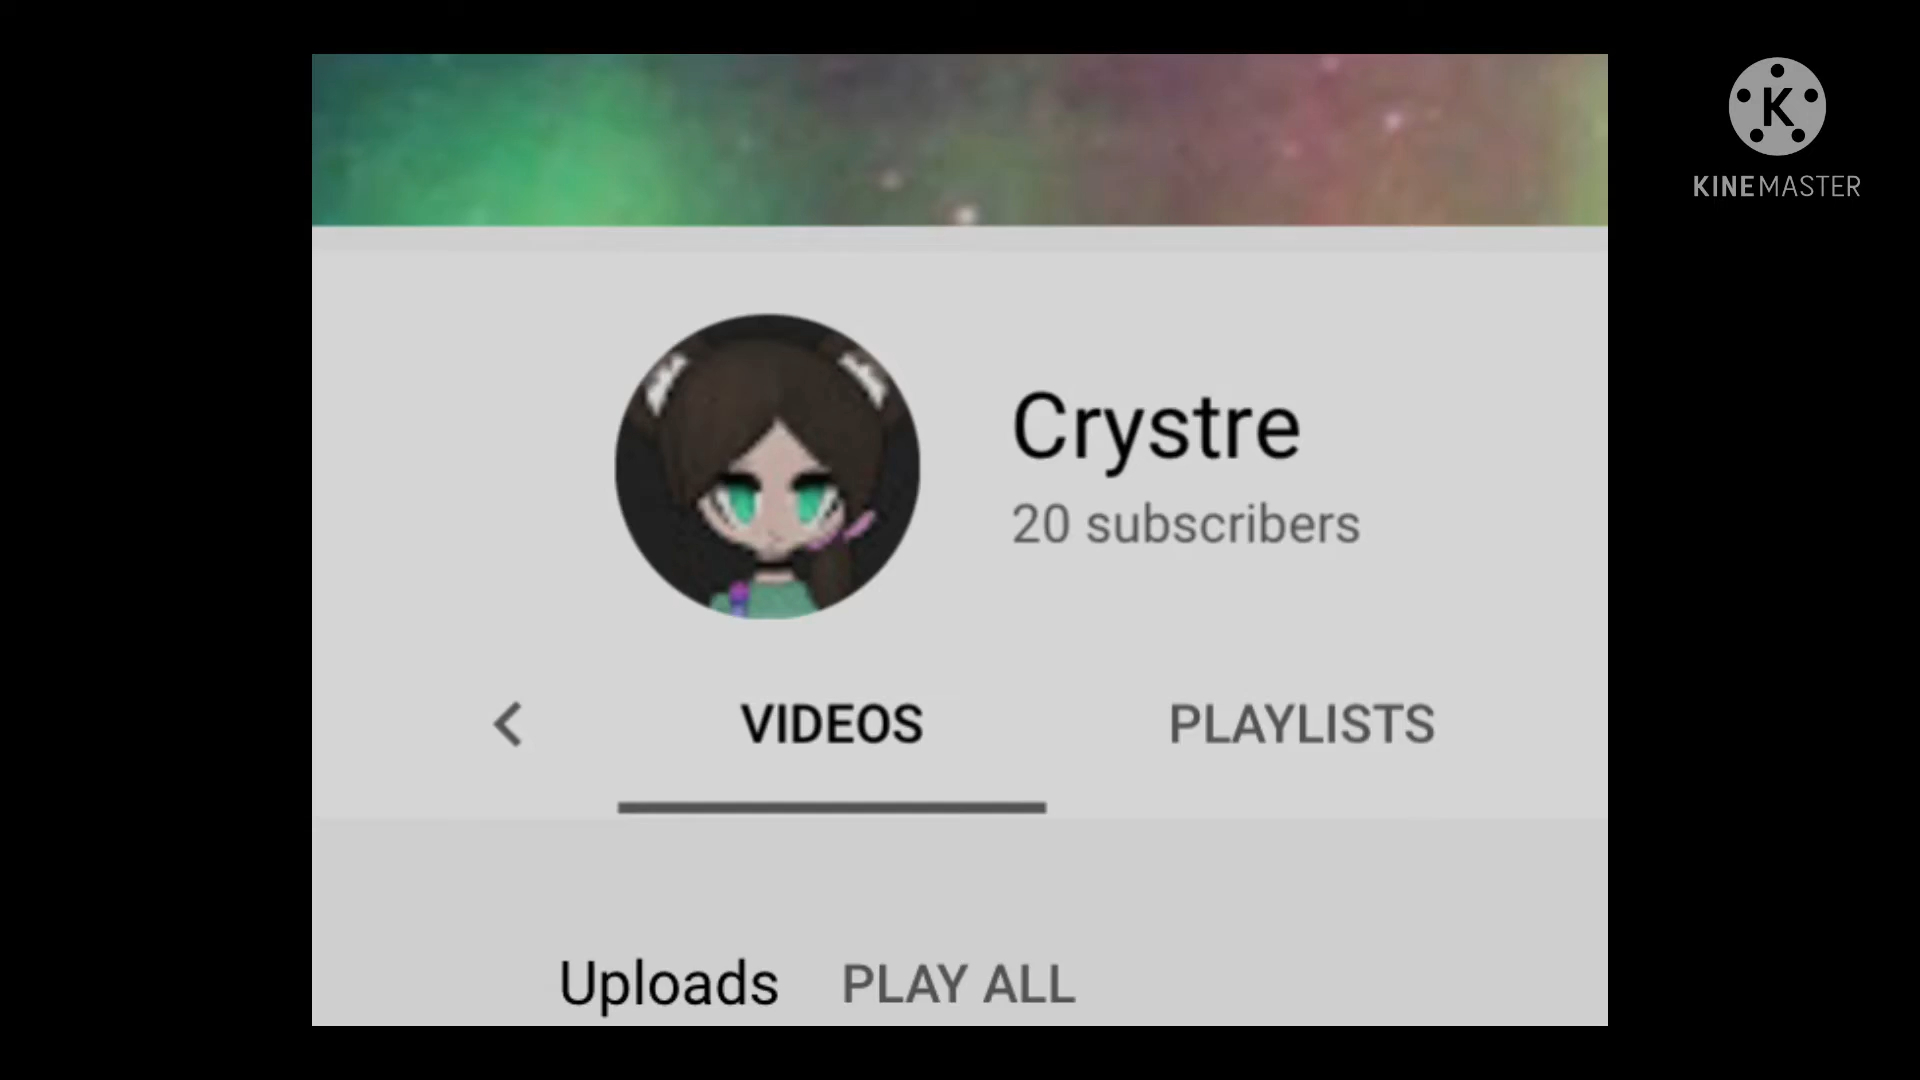 K
KINEMASTER
Crystre
20 subscribers
VIDEOS PLAYLISTS
Uploads PLAY ALL